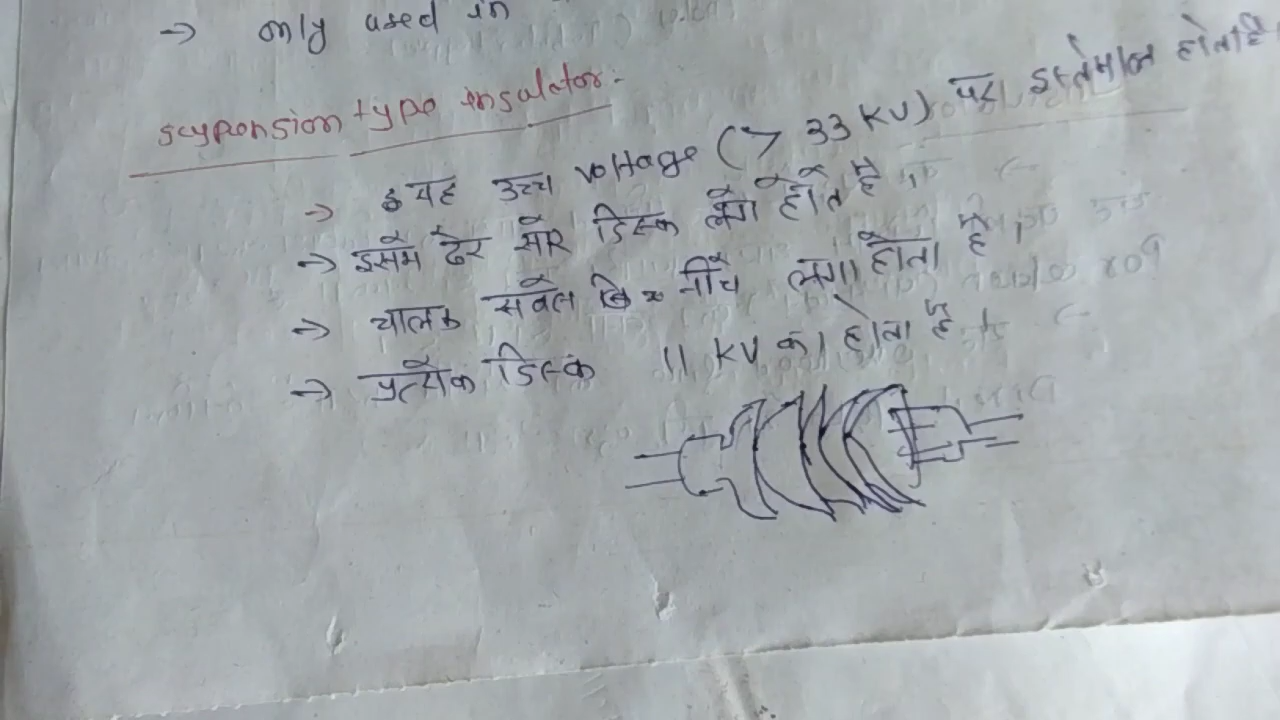 → only used in
suspension type insulator:-
→ यह उच्च voltage (> 33 KV) पर इस्तेमाल होता है
→ इसमें ढेर सारे डिस्क लगे होते हैं,
→ चालक सबसे नीचे लगा होता है,
→ प्रत्येक डिस्क 11 KV का होता है।